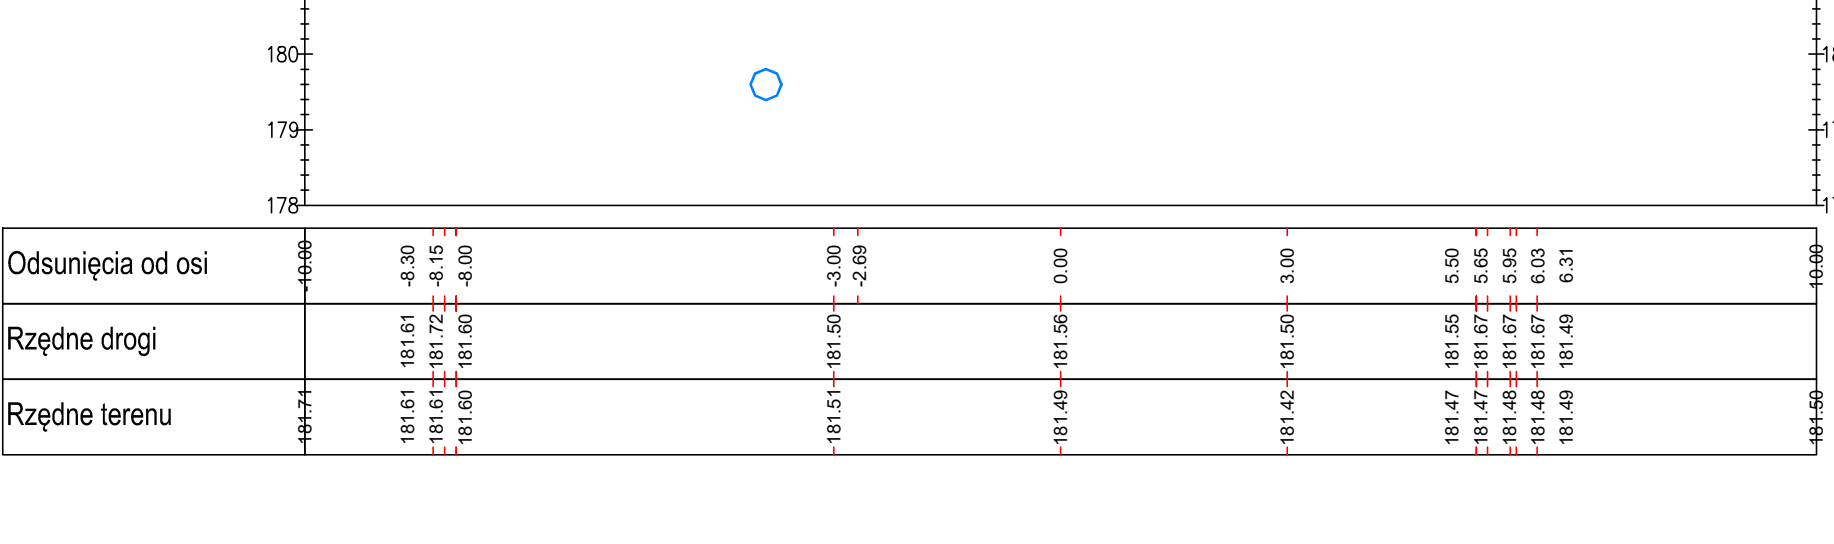 180
179
178
Odsunięcia od osi -10.00 -8.30 -8.15 -8.00 -3.00 -2.69 0.00 3.00 5.50 5.65 5.95 6.03 6.31 10.00
Rzędne drogi 181.61 181.72 181.60 181.50 181.56 181.50 181.55 181.67 181.67 181.67 181.49
Rzędne terenu 181.71 181.61 181.61 181.60 181.51 181.49 181.42 181.47 181.47 181.48 181.48 181.49 181.50